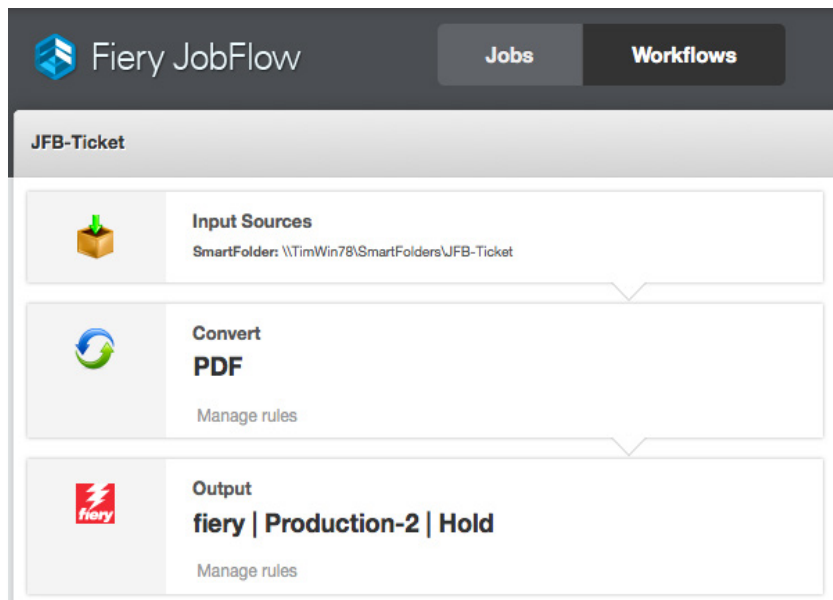 Fiery JobFlow
Jobs
Workflows
JFB-Ticket
Input Sources
SmartFolder: \\TimWin78\SmartFolders\JFB-Ticket
Convert
PDF
Manage rules
fiery
Output
fiery | Production-2 | Hold
Manage rules